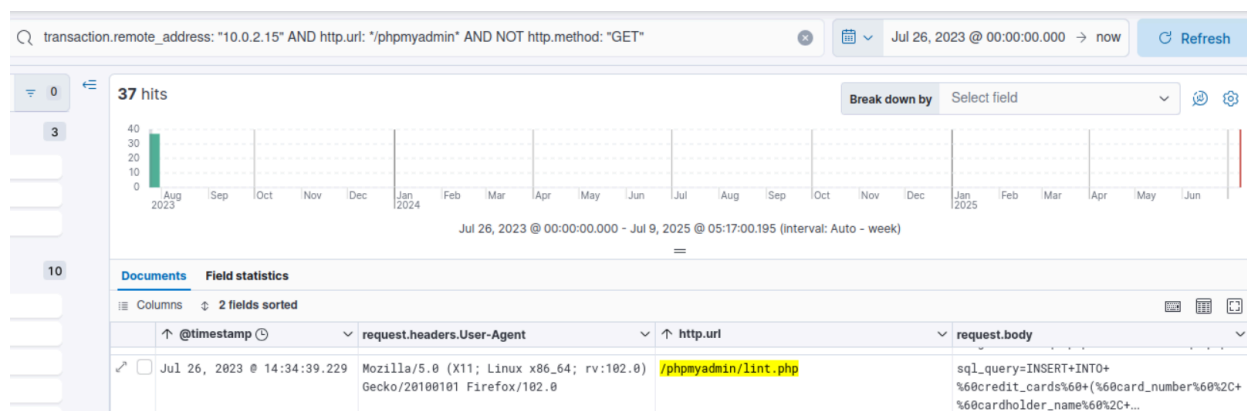 transaction.remote_address: "10.0.2.15" AND http.url: "/phpmyadmin" AND NOT http.method: "GET"
Jul 26, 2023 @ 00:00:00.000 → now
Refresh
0
37 hits
Break down by
Select field
3
40
30
20
10
0
Aug Sep Oct Nov Dec Jan Feb Mar Apr May Jun Jul Aug Sep Oct Nov Dec Jan Feb Mar Apr May Jun
2023 2024 2025
Jul 26, 2023 @ 00:00:00.000 - Jul 9, 2025 @ 05:17:00.195 (interval: Auto - week)
10
Documents Field statistics
Columns 2 fields sorted
@timestamp request.headers.User-Agent http.url request.body
Jul 26, 2023 @ 14:34:39.229 Mozilla/5.0 (X11; Linux x86_64; rv:102.0) /phpmyadmin/lint.php sql_query=INSERT+INTO+
Gecko/20100101 Firefox/102.0 %60credit_cards%60+(%60card_number%60%2C+
%60cardholder_name%60%2C+…